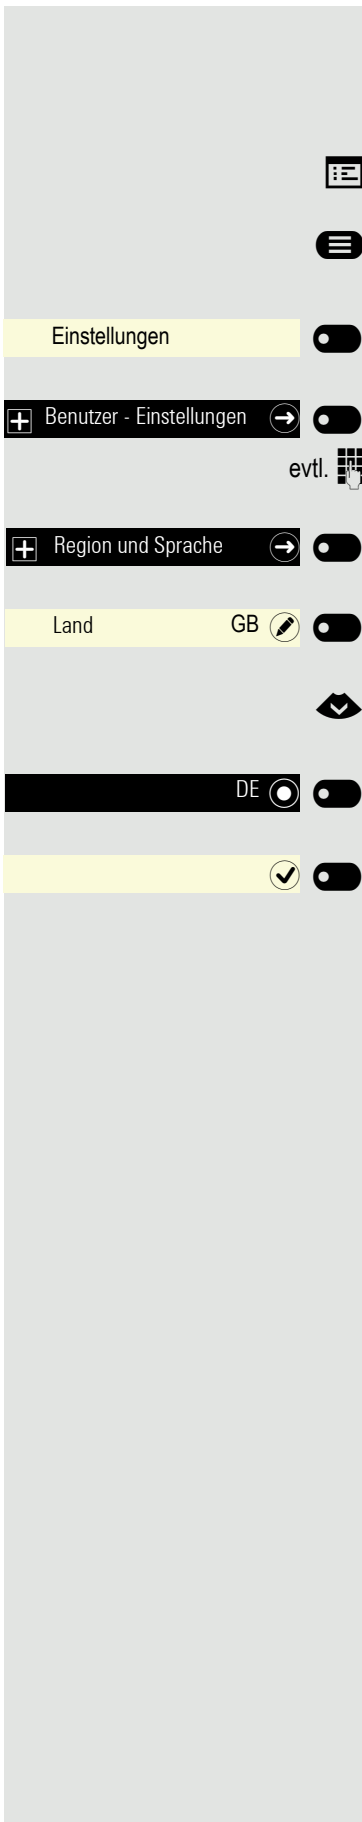 Einstellungen
Benutzer - Einstellungen
evtl.
Region und Sprache
Land GB
DE